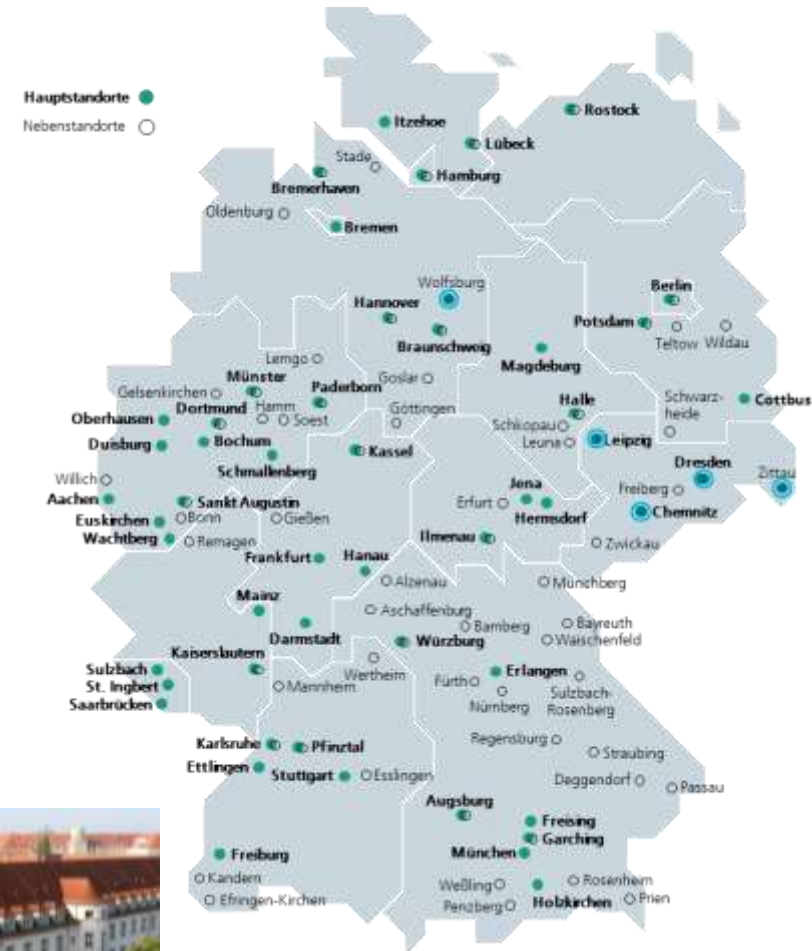 Hauptstandorte
Nebenstandorte
Itzehoe
Rostock
Lübeck
Stade
Hamburg
Bremerhaven
Oldenburg
Bremen
Wolfsburg
Berlin
Hannover
Potsdam
Braunschweig
Teltow Wildau
Magdeburg
Lemgo
Goslar
Münster
Gelsenkirchen
Paderborn
Halle
Schwarz-
heide
Cottbus
Dortmund
Hamm
Göttingen
Oberhausen
Soest
Schkopau
Duisburg
Bochum
Leuna
Leipzig
Kassel
Schmallenberg
Dresden
Zittau
Willich
Jena
Freiberg
Aachen
Sankt Augustin
Erfurt
Hermsdorf
Chemnitz
Euskirchen
Bonn
Gießen
Wachtberg
Remagen
Ilmenau
Zwickau
Frankfurt
Hanau
Alzenau
Münchberg
Mainz
Aschaffenburg
Bamberg
Bayreuth
Darmstadt
Würzburg
Waischenfeld
Kaiserslautern
Sulzbach
Wertheim
Erlangen
St. Ingbert
Mannheim
Fürth
Sulzbach-
Rosenberg
Saarbrücken
Nürnberg
Karlsruhe
Pfinztal
Regensburg
Straubing
Ettlingen
Stuttgart
Esslingen
Deggendorf
Passau
Augsburg
Freising
Garching
Freiburg
München
Kandern
Weßling
Rosenheim
Efringen-Kirchen
Penzberg
Holzkirchen
Prien